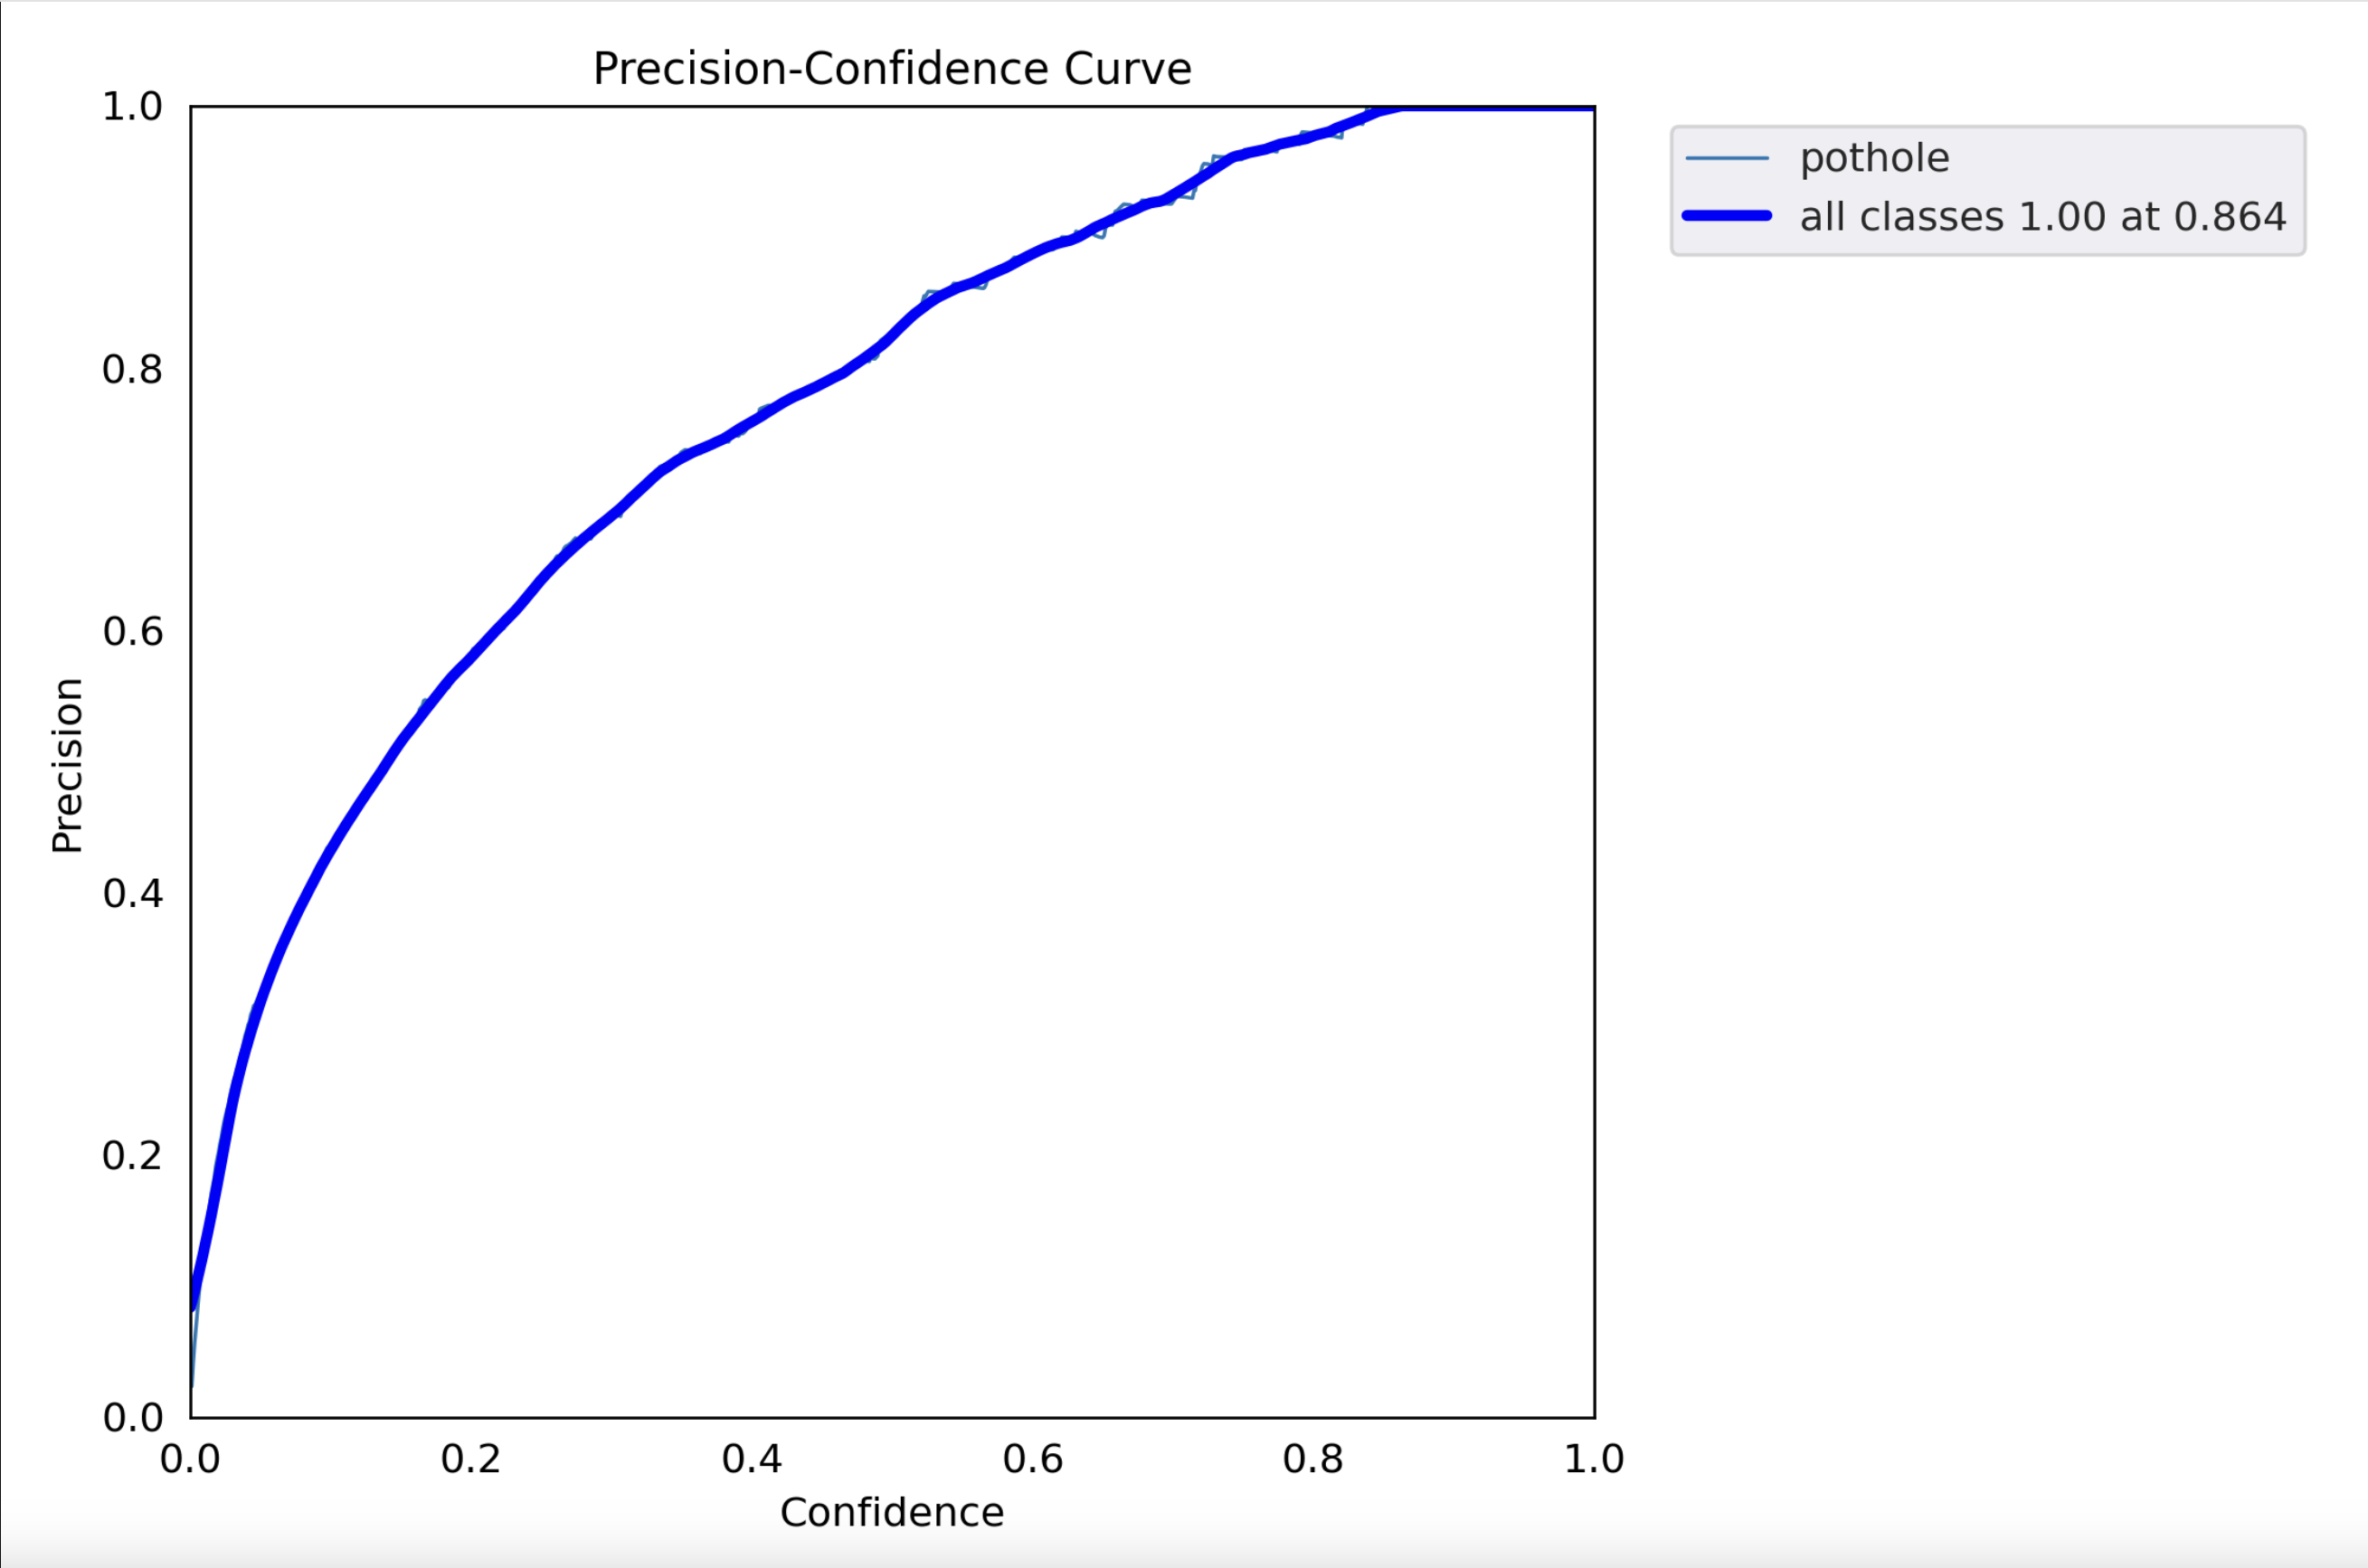 Precision-Confidence Curve
1.0
0.8
0.6
0.4
0.2
0.0
Precision
0.0 0.2 0.4 0.6 0.8 1.0
Confidence
pothole
all classes 1.00 at 0.864